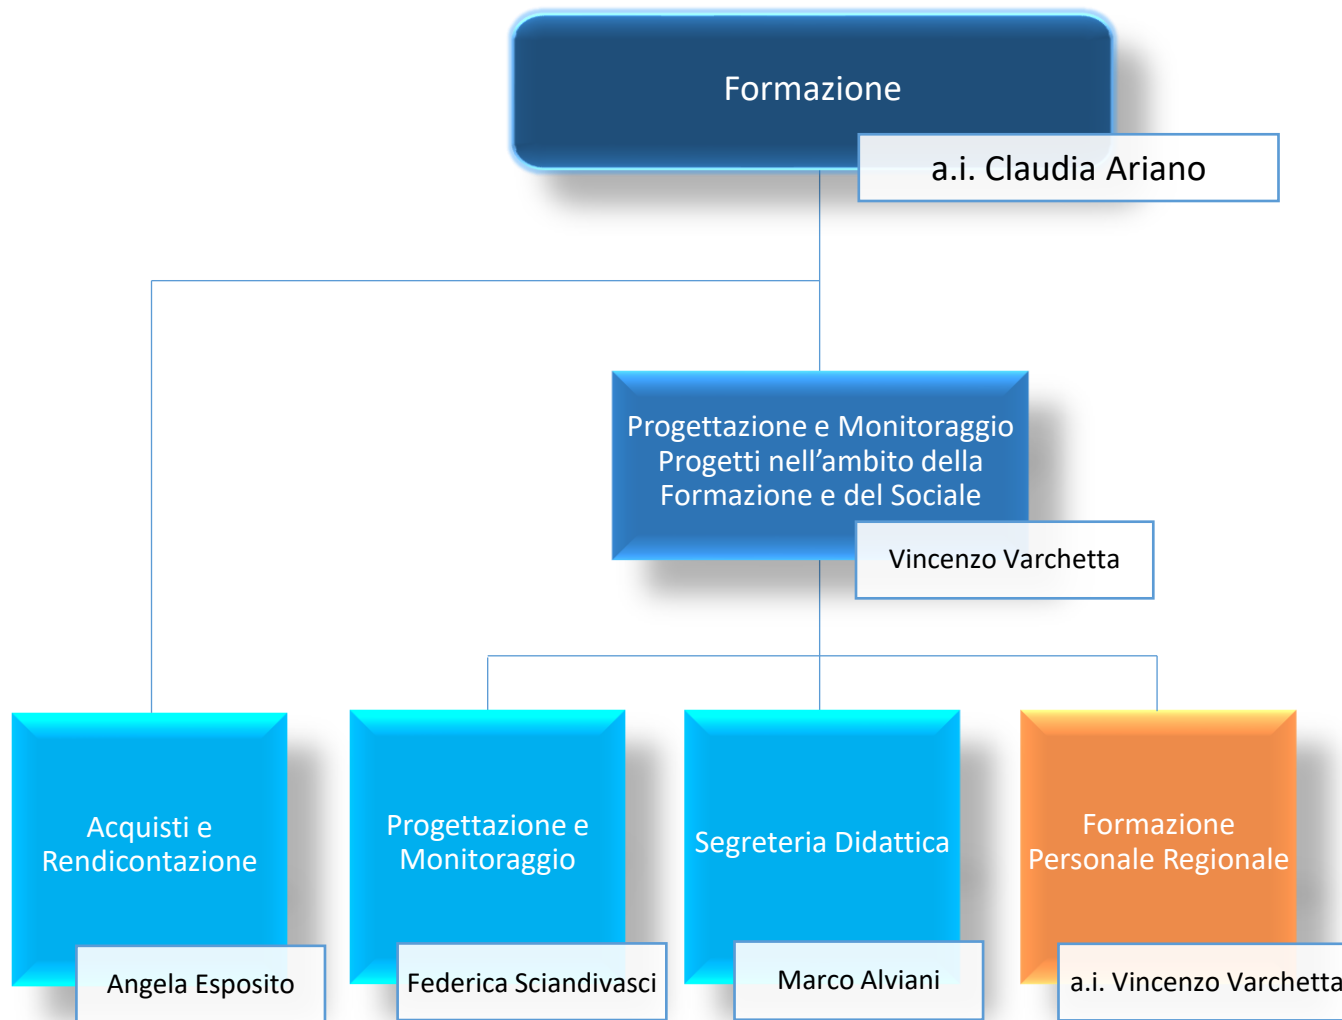 Formazione
a.i. Claudia Ariano
Progettazione e Monitoraggio
Progetti nell’ambito della
Formazione e del Sociale
Vincenzo Varchetta
Acquisti e
Rendicontazione
Angela Esposito
Progettazione e
Monitoraggio
Federica Sciandivasci
Segreteria Didattica
Marco Alviani
Formazione
Personale Regionale
a.i. Vincenzo Varchetta